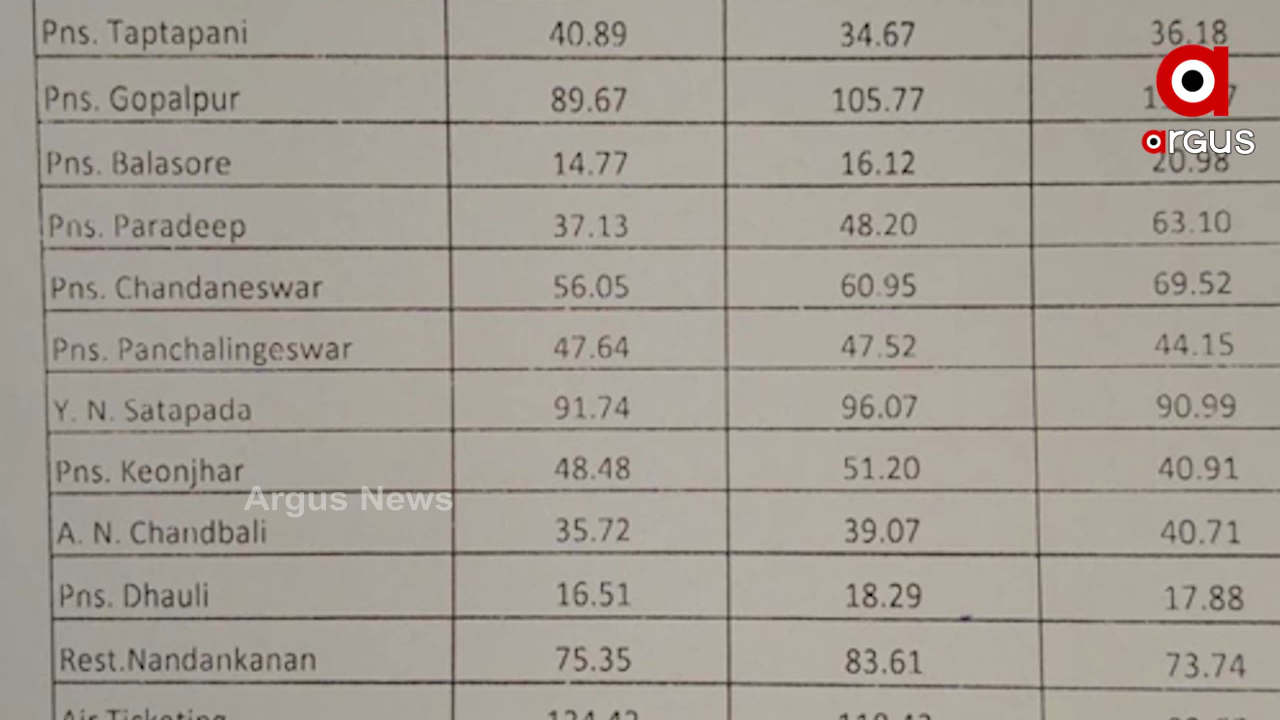 Pns. Taptapani 40.89 34.67 36.18
Pns. Gopalpur 89.67 105.77
Pns. Balasore 14.77 16.12 20.98
Pns. Paradeep 37.13 48.20 63.10
Pns. Chandaneswar 56.05 60.95 69.52
Pns. Panchalingeswar 47.64 47.52 44.15
Y. N. Satapada 91.74 96.07 90.99
Pns. Keonjhar 48.48 51.20 40.91
A. N. Chandbali 35.72 39.07 40.71
Pns. Dhauli 16.51 18.29 17.88
Rest.Nandankanan 75.35 83.61 73.74
Air Ticketing
argus
Argus News